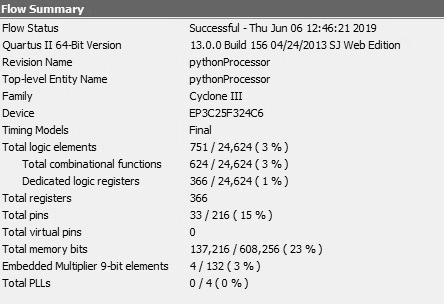 Flow Summary
Flow Status Successful - Thu Jun 06 12:46:21 2019
Quartus II 64-Bit Version 13.0.0 Build 156 04/24/2013 SJ Web Edition
Revision Name pythonProcessor
Top-level Entity Name pythonProcessor
Family Cyclone III
Device EP3C25F324C6
Timing Models Final
Total logic elements 751 / 24,624 ( 3 % )
Total combinational functions 624 / 24,624 ( 3 % )
Dedicated logic registers 366 / 24,624 ( 1 % )
Total registers 366
Total pins 33 / 216 ( 15 % )
Total virtual pins 0
Total memory bits 137,216 / 608,256 ( 23 % )
Embedded Multiplier 9-bit elements 4 / 132 ( 3 % )
Total PLLs 0 / 4 ( 0 % )